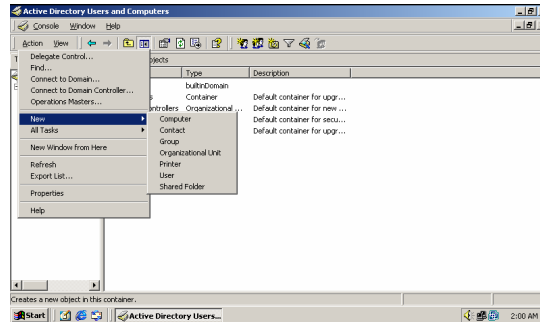 Active Directory Users and Computers
Console Window Help
Action View
Delegate Control...
Find...
Connect to Domain...
Connect to Domain Controller...
Operations Masters...
New
All Tasks
New Window from Here
Refresh
Export List...
Properties
Help
Computer
Contact
Group
Organizational Unit
Printer
User
Shared Folder
bjects
Type Description
builtinDomain
s Container Default container for upgr...
ontrollers Organizational ... Default container for new ...
Default container for secu...
Default container for upgr...
Creates a new object in this container.
Start Active Directory Users... 2:00 AM